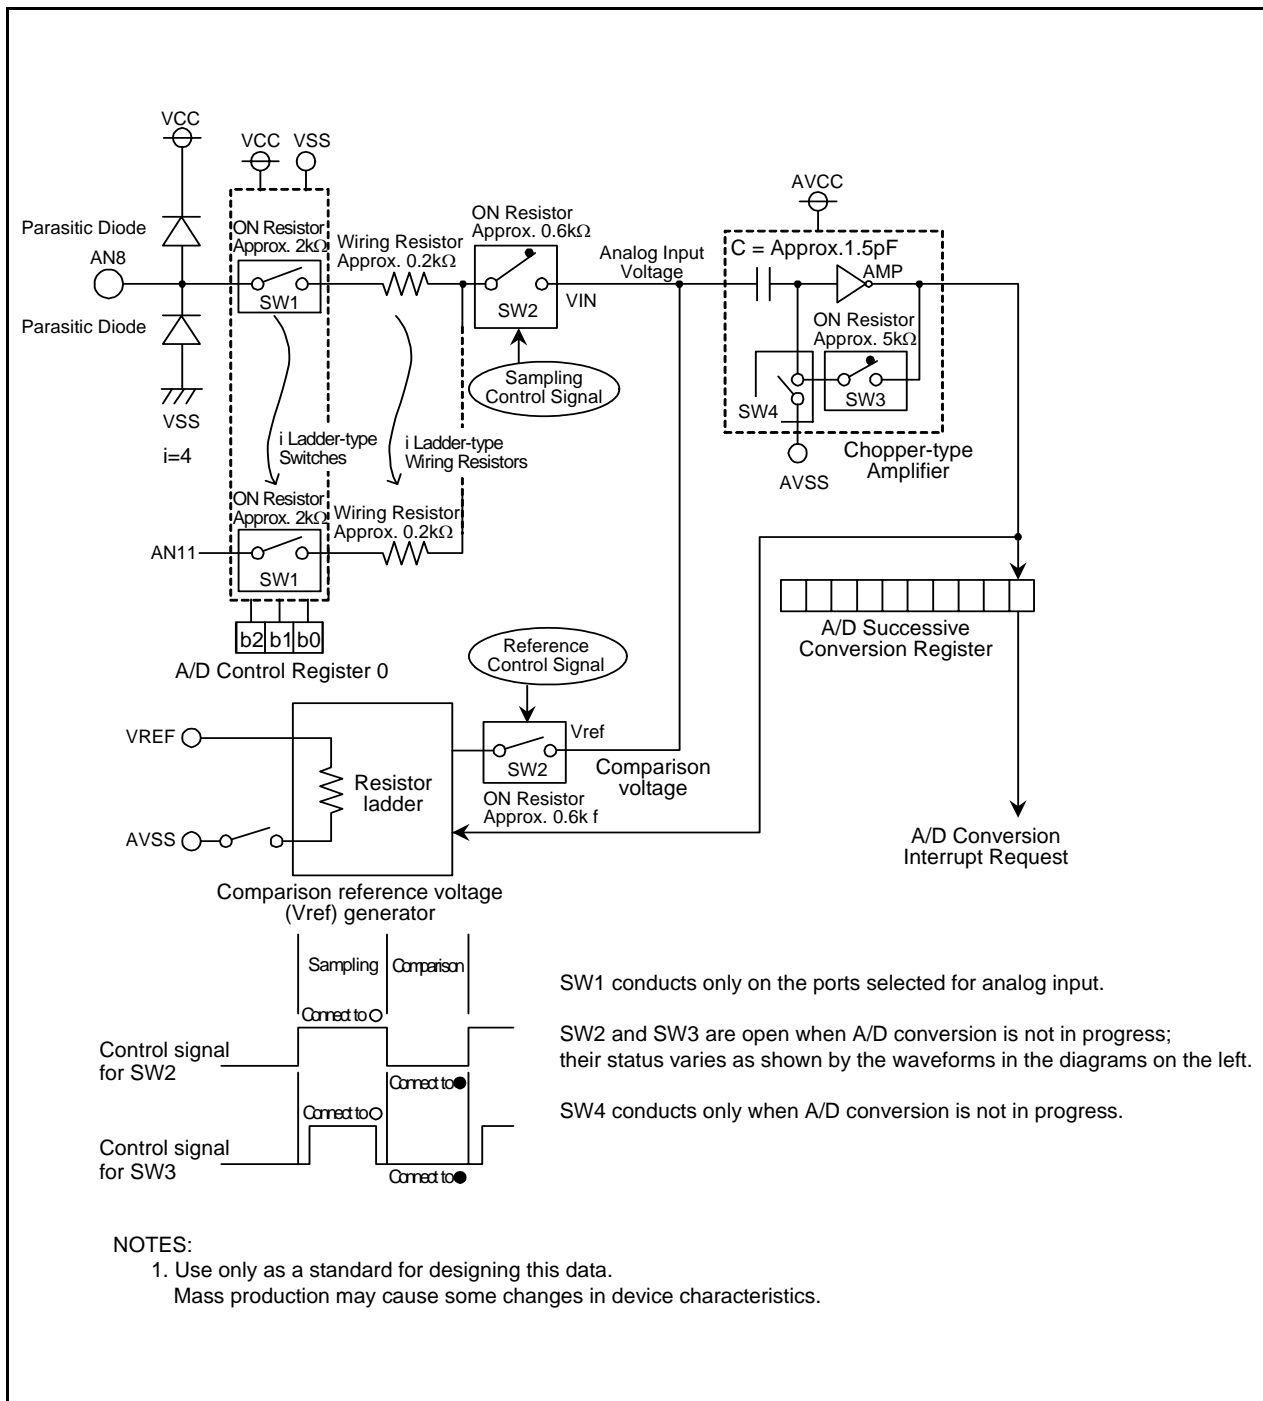 VCC
VCC
VSS
AVCC
Parasitic Diode
AN8
Parasitic Diode
VSS
i=4
ON Resistor
Approx. 2kΩ
SW1
Wiring Resistor
Approx. 0.2kΩ
ON Resistor
Approx. 0.6kΩ
SW2
VIN
Analog Input
Voltage
Sampling
Control Signal
C = Approx.1.5pF
AMP
ON Resistor
Approx. 5kΩ
SW3
SW4
AVSS
Chopper-type
Amplifier
i Ladder-type
Switches
i Ladder-type
Wiring Resistors
ON Resistor
Approx. 2kΩ
Wiring Resistor
Approx. 0.2kΩ
AN11
SW1
b2 b1 b0
A/D Control Register 0
A/D Successive
Conversion Register
Reference
Control Signal
VREF
Resistor
ladder
AVSS
Vref
SW2
Comparison
voltage
ON Resistor
Approx. 0.6k f
A/D Conversion
Interrupt Request
Comparison reference voltage
(Vref) generator
Sampling
Comparison
Connect to
Control signal
for SW2
Connect to
Connect to
Control signal
for SW3
Connect to
SW1 conducts only on the ports selected for analog input.
SW2 and SW3 are open when A/D conversion is not in progress;
their status varies as shown by the waveforms in the diagrams on the left.
SW4 conducts only when A/D conversion is not in progress.
NOTES:
1. Use only as a standard for designing this data.
Mass production may cause some changes in device characteristics.